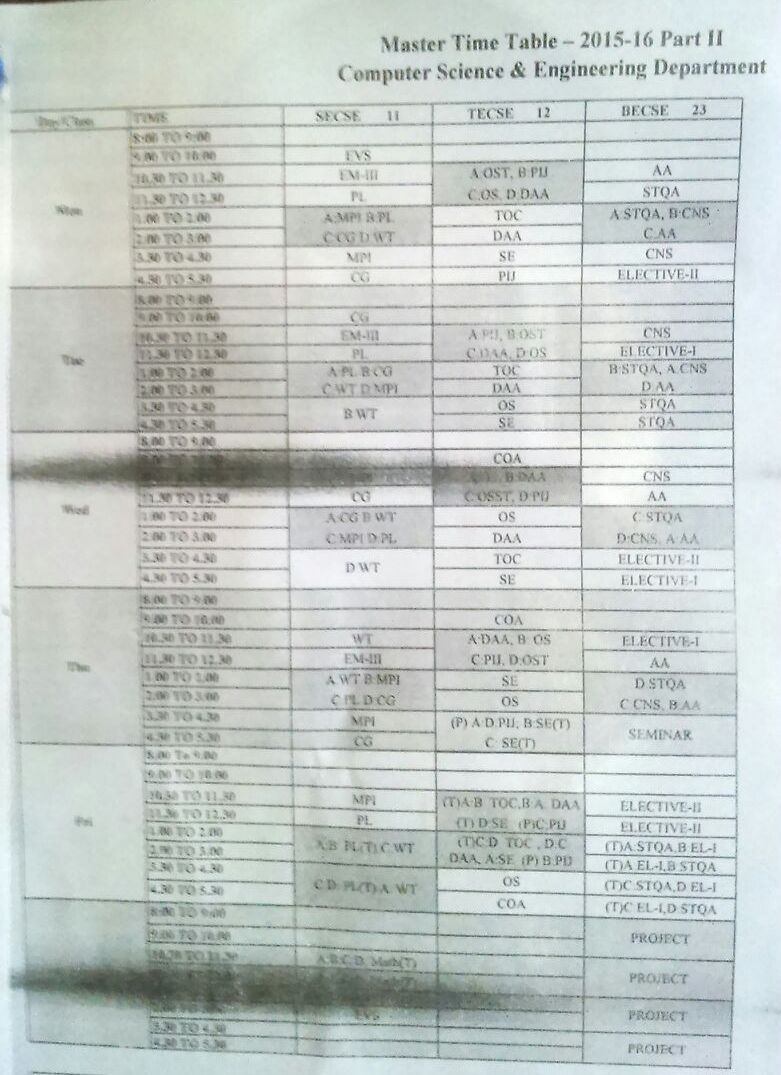 Master Time Table – 2015-16 Part II
Computer Science & Engineering Department
TIME SECSE 11 TECSE 12 BECSE 23
8:00 TO 9:00
9.00 TO 10:00 EVS
10.30 TO 11.30 EM-III A:OST, B:PIJ AA
11.30 TO 12.30 PL C:OS, D:DAA STQA
Mon
1.00 TO 2.00 A:MPI B:PL TOC A:STQA, B:CNS
2.00 TO 3:00 C:CG D:WT DAA C:AA
3.30 TO 4.30 MPI SE CNS
4.30 TO 5.30 CG PIJ ELECTIVE-II
8.00 TO 9.00
9.00 TO 10:00 CG
10.30 TO 11.30 EM-III A:PIJ, B:OST CNS
11.30 TO 12.30 PL C:DAA, D:OS ELECTIVE-I
Tue
1.00 TO 2.00 A:PL B:CG TOC B:STQA, A:CNS
2.00 TO 3.00 C:WT D:MPI DAA D:AA
3.30 TO 4.30 B WT OS STQA
4.30 TO 5.30 SE STQA
8.00 TO 9.00
COA
B:DAA CNS
11.30 TO 12.30 CG C:OSST, D:PIJ AA
Wed
1.00 TO 2.00 A:CG B:WT OS C:STQA
2.00 TO 3:00 C:MPI D:PL DAA D:CNS, A:AA
3.30 TO 4.30 D WT TOC ELECTIVE-II
4.30 TO 5.30 SE ELECTIVE-I
8.00 TO 9.00
9.00 TO 10:00 COA
10.30 TO 11.30 WT A:DAA, B: OS ELECTIVE-I
11.30 TO 12.30 EM-III C:PIJ, D:OST AA
Thu
1.00 TO 2.00 A:WT B:MPI SE D:STQA
2.00 TO 3:00 C:PL D:CG OS C:CNS, B:AA
3.30 TO 4.30 MPI (P) A:D:PIJ, B:SE(T) SEMINAR
4.30 TO 5.30 CG C: SE(T)
8.00 To 9.00
9.00 TO 10.00
10.30 TO 11.30 MPI (T)A:B TOC,B A, DAA ELECTIVE-II
11.30 TO 12.30 PL (T) D:SE (P)C:PIJ ELECTIVE-II
Fri
1.00 TO 2.00 A:B: PL(T) C:WT (T)C:D TOC , D:C (T)A:STQA,B EL-I
2.00 TO 3.00 DAA, A:SE (P) B:PIJ (T)A EL-I,B STQA
3.30 TO 4.30 C:D: PL(T) A: WT OS (T)C STQA,D EL-I
4.30 TO 5.30 COA (T)C EL-I,D STQA
8:00 TO 9:00
9.00 TO 10.00 PROJECT
10.30 TO 11.30 A:B:C:D: Math(T)
PROJECT
EVS PROJECT
3.30 TO 4.30
4.30 TO 5.30 PROJECT